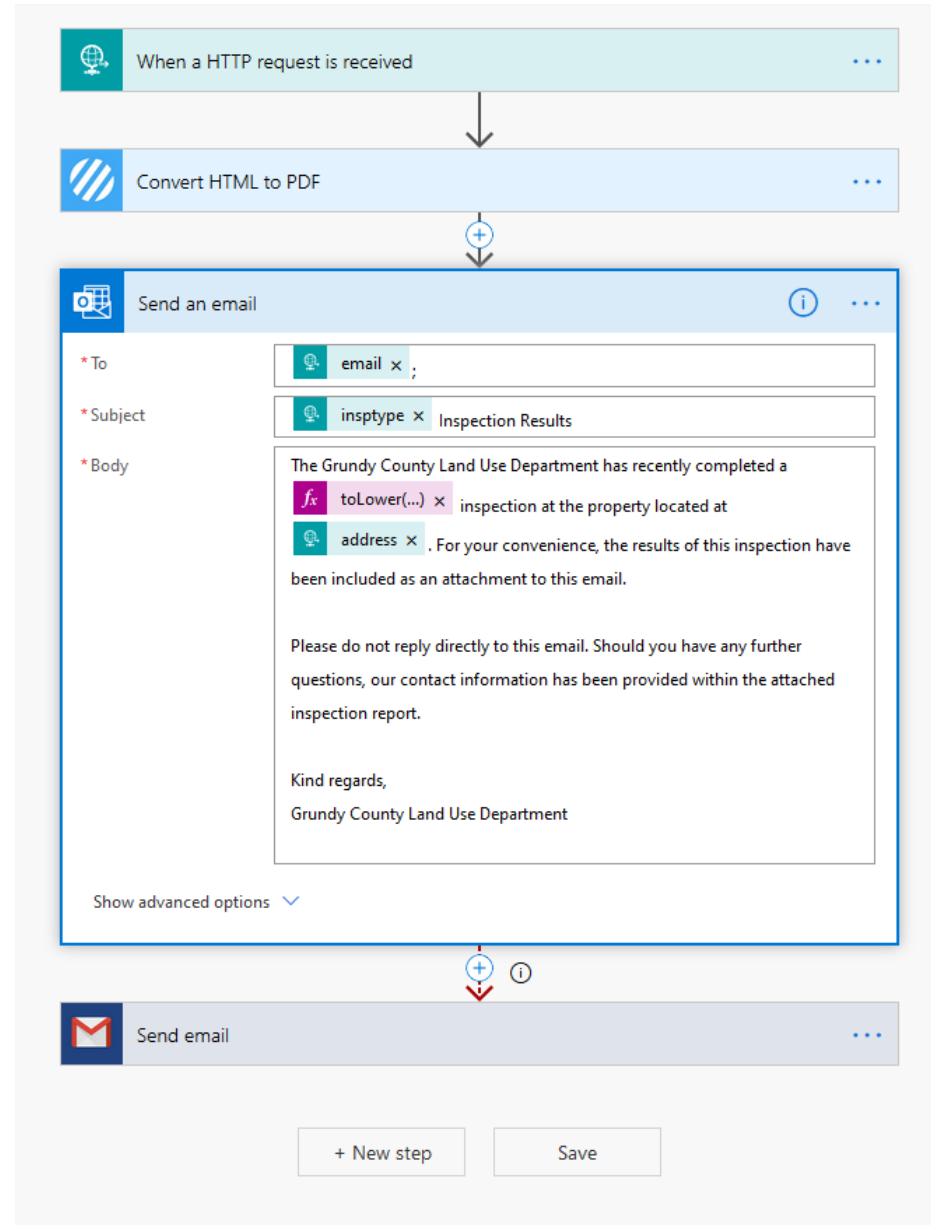 When a HTTP request is received
Convert HTML to PDF
Send an email
* To
email × ;
* Subject
insptype × Inspection Results
* Body
The Grundy County Land Use Department has recently completed a
fx toLower(...) × inspection at the property located at
address × . For your convenience, the results of this inspection have
been included as an attachment to this email.
Please do not reply directly to this email. Should you have any further
questions, our contact information has been provided within the attached
inspection report.
Kind regards,
Grundy County Land Use Department
Show advanced options
Send email
+ New step
Save